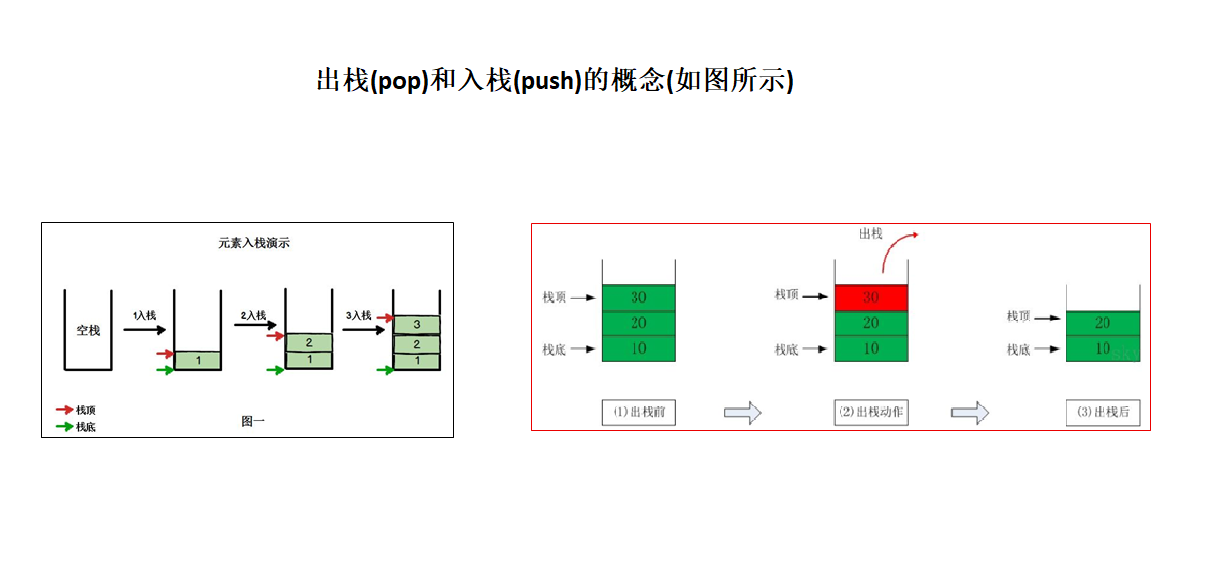 出栈(pop)和入栈(push)的概念(如图所示)
元素入栈演示
空栈
1入栈
1
2入栈
2
1
3入栈
3
2
1
栈顶
栈底
图一
出栈
栈顶
30
20
栈底
10
(1)出栈前
栈顶
30
20
栈底
10
(2)出栈动作
栈顶
20
栈底
10
(3)出栈后